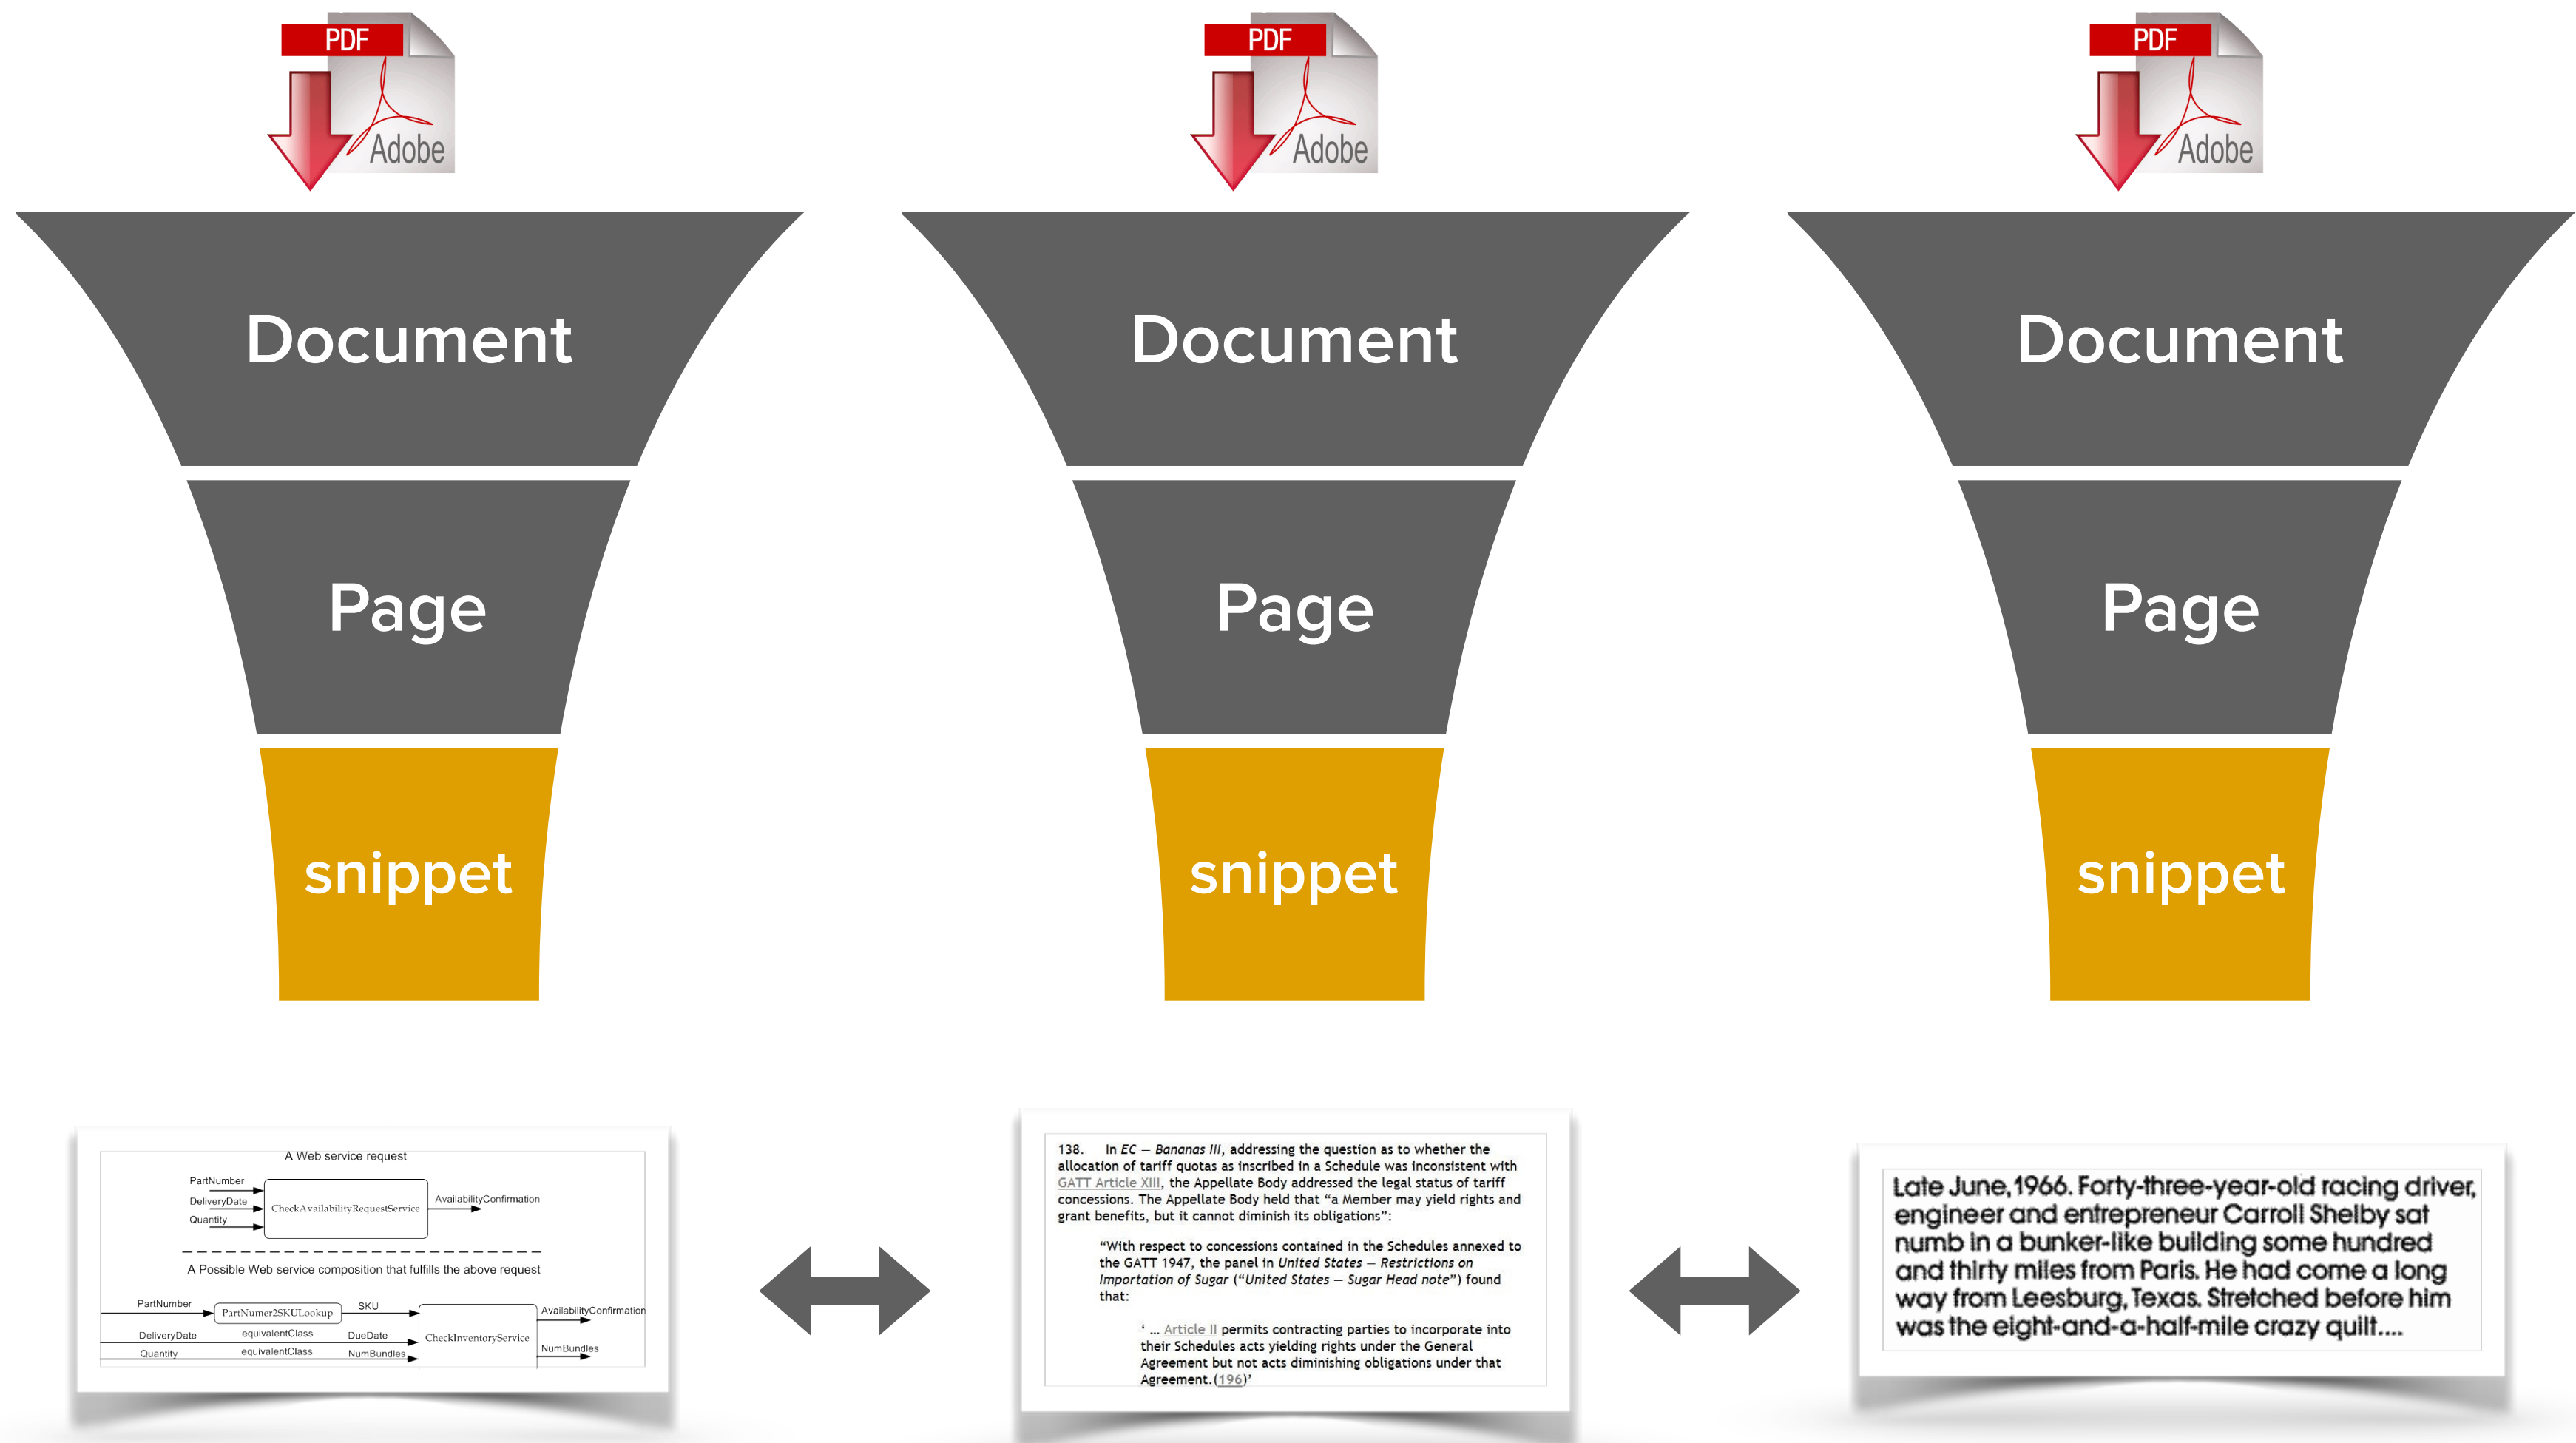 PDF
Adobe
PDF
Adobe
PDF
Adobe
Document
Document
Document
Page
Page
Page
snippet
snippet
snippet
A Web service request
PartNumber
DeliveryDate
Quantity
CheckAvailabilityRequestService
AvailabilityConfirmation
A Possible Web service composition that fulfills the above request
PartNumber
PartNumer2SKULookup
SKU
AvailabilityConfirmation
DeliveryDate
equivalentClass
DueDate
CheckInventoryService
Quantity
equivalentClass
NumBundles
NumBundles
138. In EC – Bananas III, addressing the question as to whether the
allocation of tariff quotas as inscribed in a Schedule was inconsistent with
GATT Article XIII, the Appellate Body addressed the legal status of tariff
concessions. The Appellate Body held that “a Member may yield rights and
grant benefits, but it cannot diminish its obligations”:
“With respect to concessions contained in the Schedules annexed to
the GATT 1947, the panel in United States – Restrictions on
Importation of Sugar (“United States – Sugar Head note”) found
that:
‘ ... Article II permits contracting parties to incorporate into
their Schedules acts yielding rights under the General
Agreement but not acts diminishing obligations under that
Agreement.(196)’
Late June, 1966. Forty-three-year-old racing driver,
engineer and entrepreneur Carroll Shelby sat
numb in a bunker-like building some hundred
and thirty miles from Paris. He had come a long
way from Leesburg, Texas. Stretched before him
was the eight-and-a-half-mile crazy quilt....